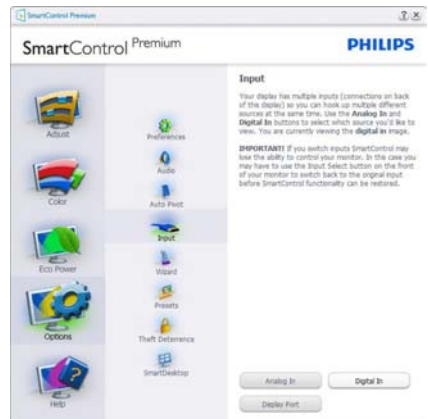 SmartControl Premium
SmartControl Premium
PHILIPS
Adjust
Color
Eco Power
Options
Help
Preferences
Audio
Auto Pivot
Input
Wizard
Presets
Theft Deterrence
SmartDesktop
Input
Your display has multiple inputs (connections on back
of this display) so you can hook up multiple different
sources at the same time. Use the Analog In and
Digital In buttons to select which source you'd like to
view. You are currently viewing the digital in image.
IMPORTANT! If you switch inputs SmartControl may
lose the ability to control your monitor. In the case you
may have to use the Input Select button on the front
of your monitor to switch back to the original input
before SmartControl functionality can be restored.
Analog In
Digital In
Display Port